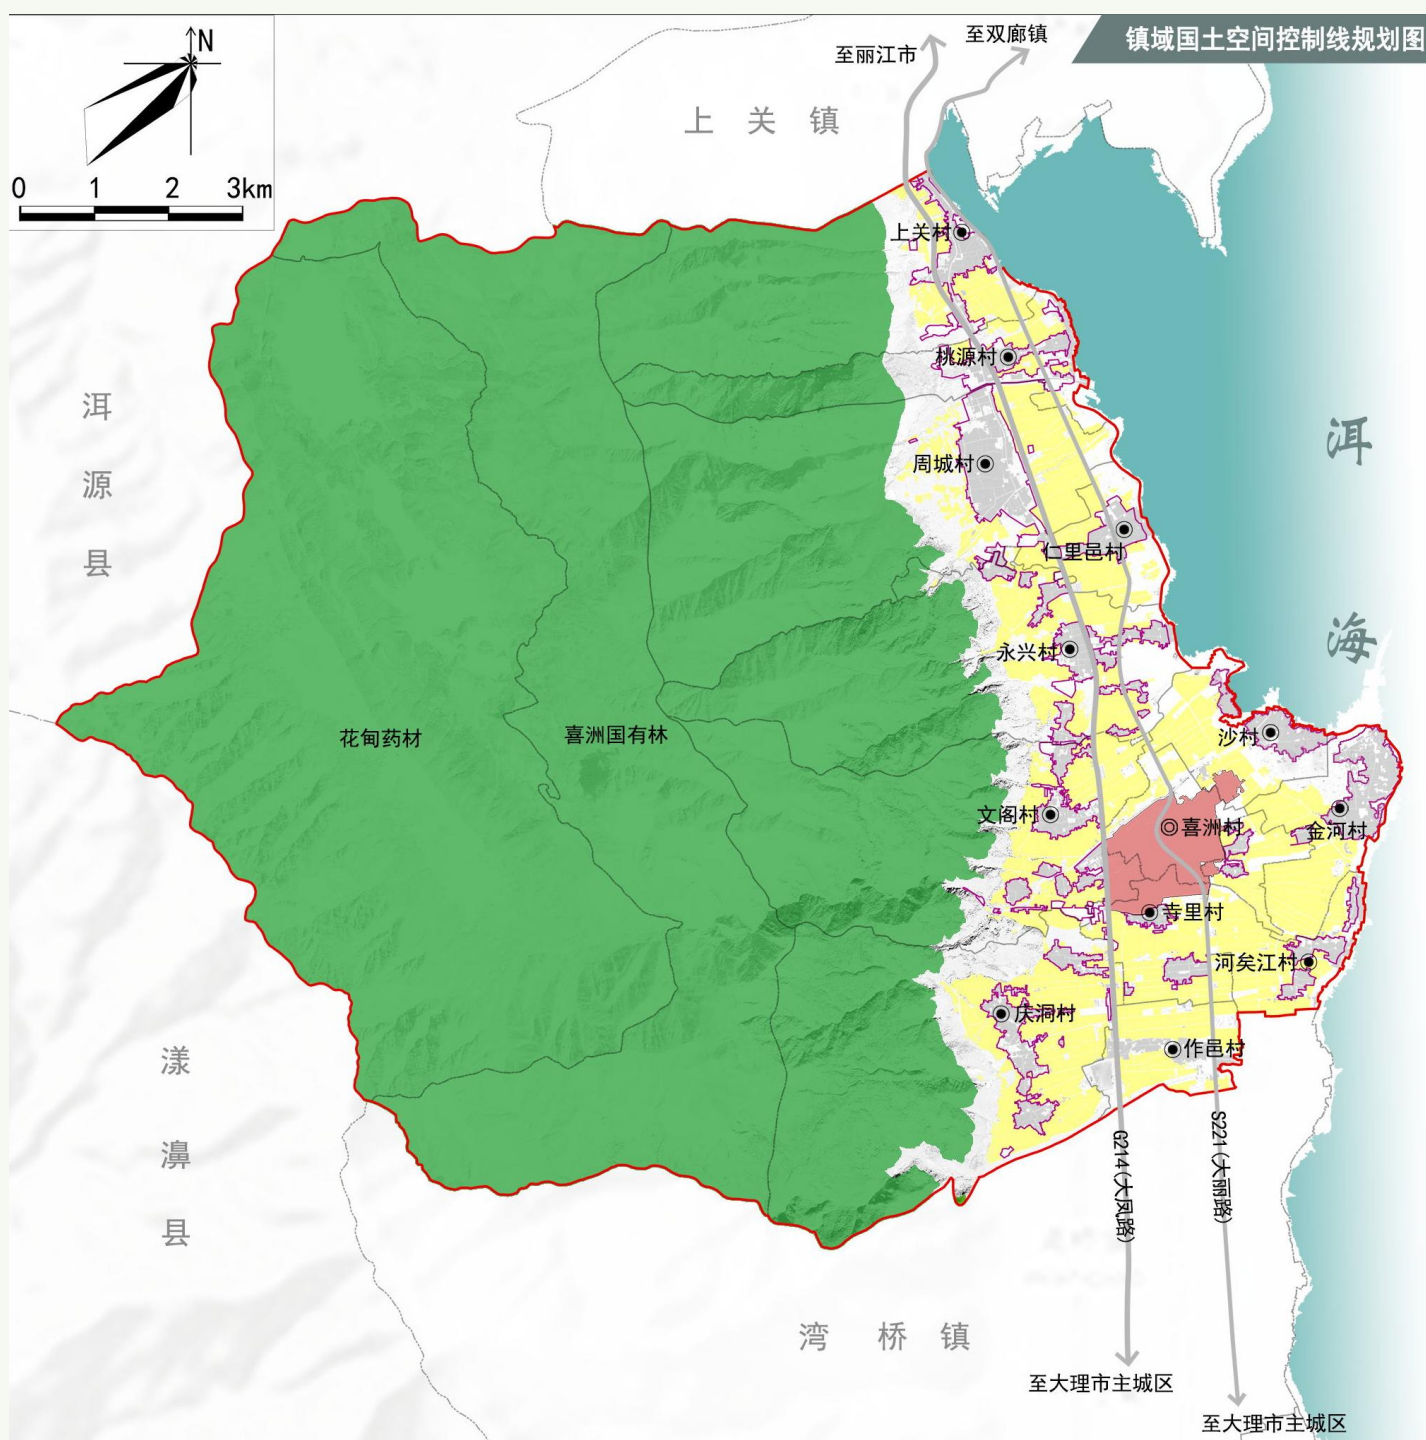 镇域国土空间控制线规划图
N
0 1 2 3km
至丽江市
至双廊镇
上关镇
上关村
桃源村
洱源县
洱海
周城村
仁里邑村
永兴村
花甸药材
喜洲国有林
沙村
文阁村
喜洲村
金河村
寺里村
河矣江村
庆洞村
作邑村
漾濞县
G214(大凤路)
S221(大丽路)
湾桥镇
至大理市主城区
至大理市主城区